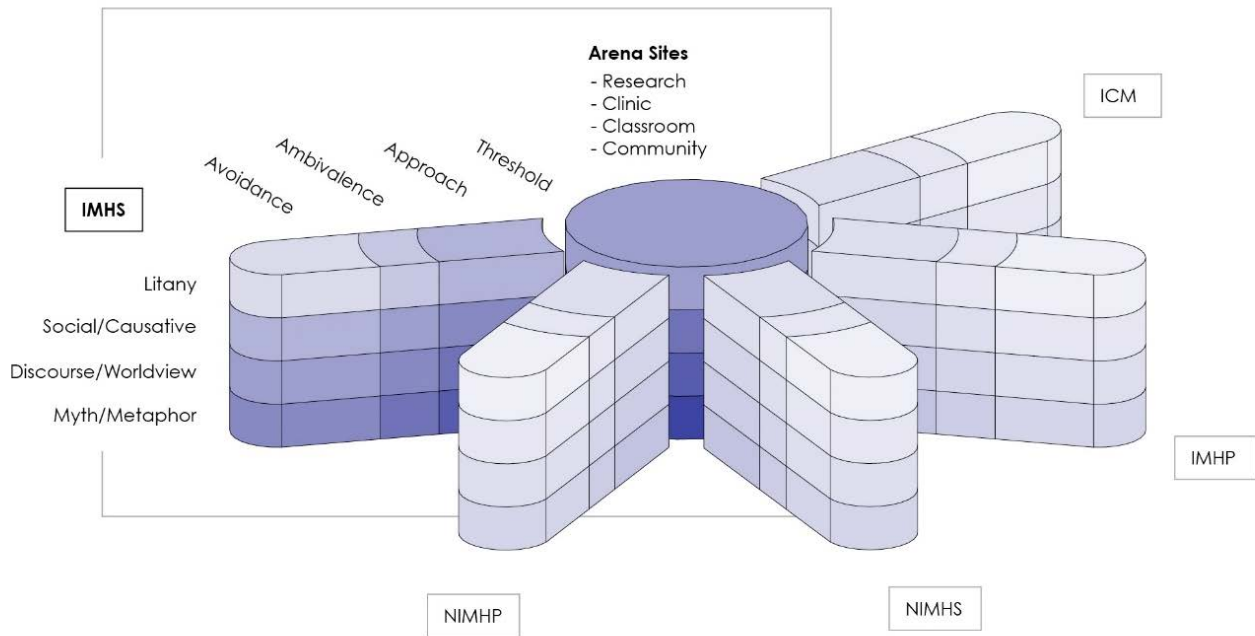 Arena Sites
- Research
- Clinic
- Classroom
- Community
ICM
Avoidance
Ambivalence
Approach
Threshold
IMHS
Litany
Social/Causative
Discourse/Worldview
Myth/Metaphor
IMHP
NIMHP
NIMHS